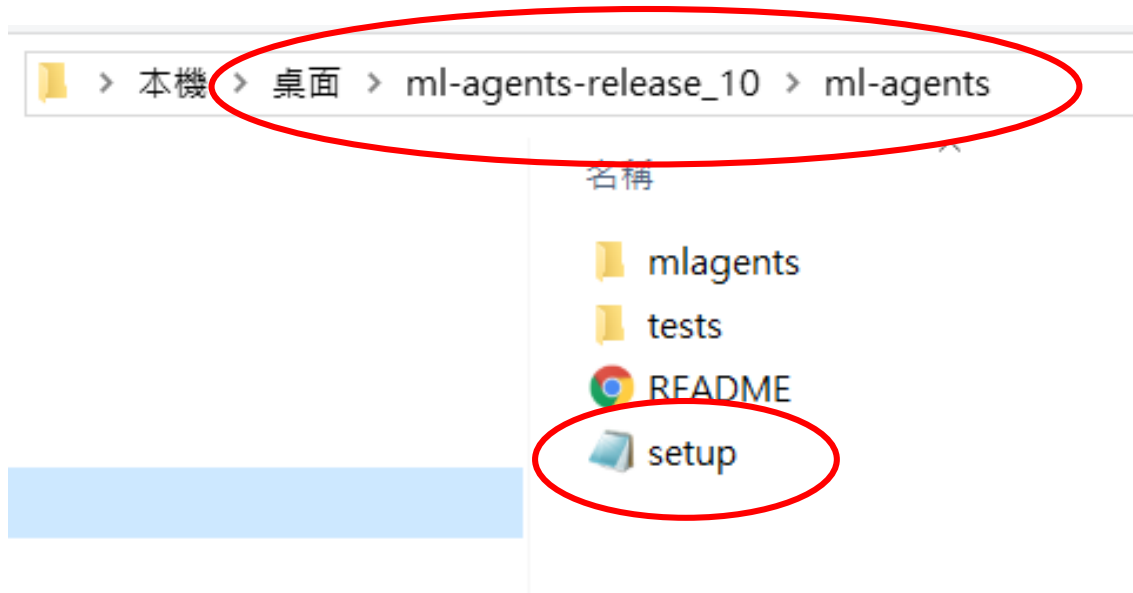 本機 > 桌面 > ml-agents-release_10 > ml-agents
名稱
mlagents
tests
README
setup